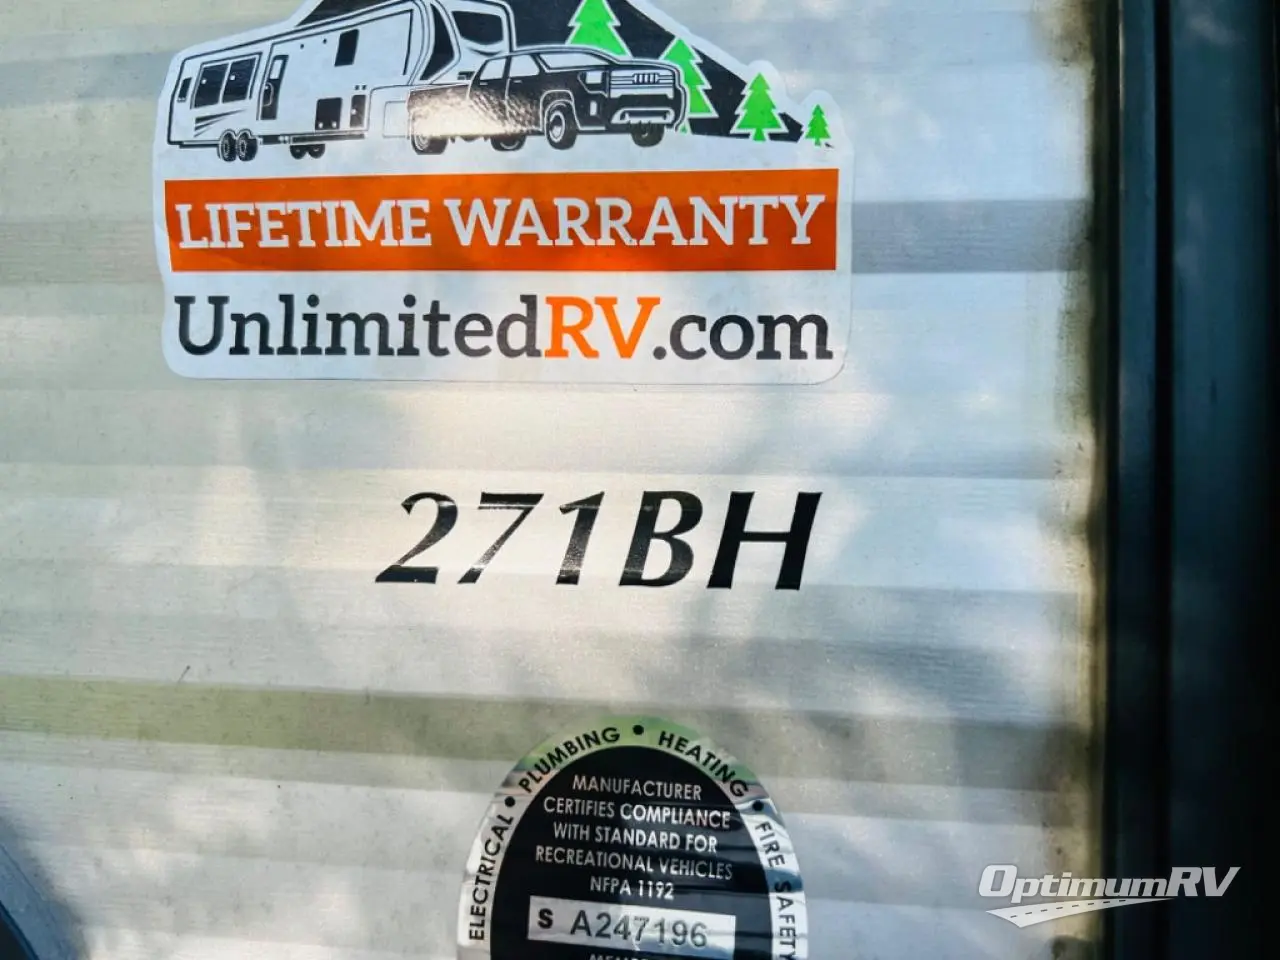 LIFETIME WARRANTY
UnlimitedRV.com
271BH
ELECTRICAL • PLUMBING • HEATING • FIRE SAFETY
MANUFACTURER
CERTIFIES COMPLIANCE
WITH STANDARD FOR
RECREATIONAL VEHICLES
NFPA 1192
S A247196
OptimumRV